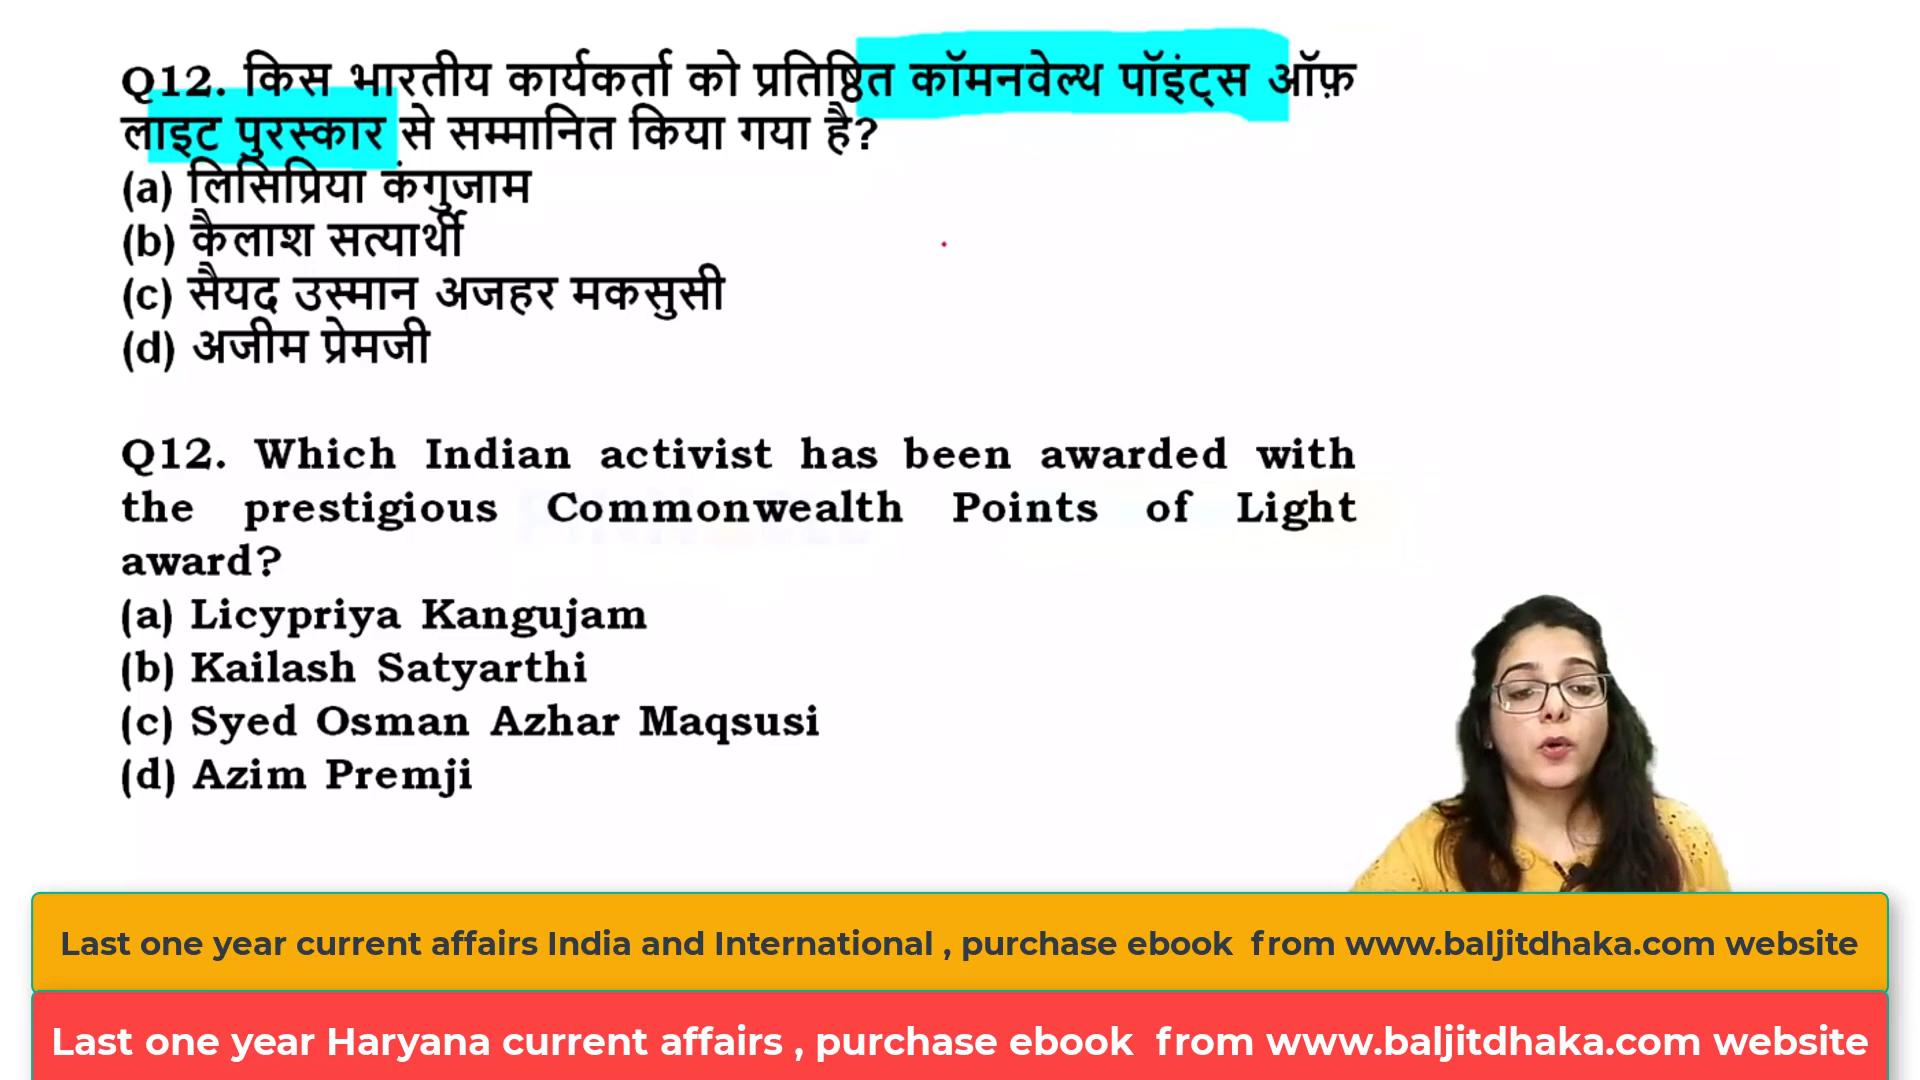 Q12. किस भारतीय कार्यकर्ता को प्रतिष्ठित कॉमनवेल्थ पॉइंट्स ऑफ़
लाइट पुरस्कार से सम्मानित किया गया है?
(a) लिसिप्रिया कंगुजाम
(b) कैलाश सत्यार्थी
(c) सैयद उस्मान अजहर मकसुसी
(d) अजीम प्रेमजी
Q12. Which Indian activist has been awarded with
the prestigious Commonwealth Points of Light
award?
(a) Licypriya Kangujam
(b) Kailash Satyarthi
(c) Syed Osman Azhar Maqsusi
(d) Azim Premji
Last one year current affairs India and International , purchase ebook from www.baljitdhaka.com website
Last one year Haryana current affairs , purchase ebook from www.baljitdhaka.com website